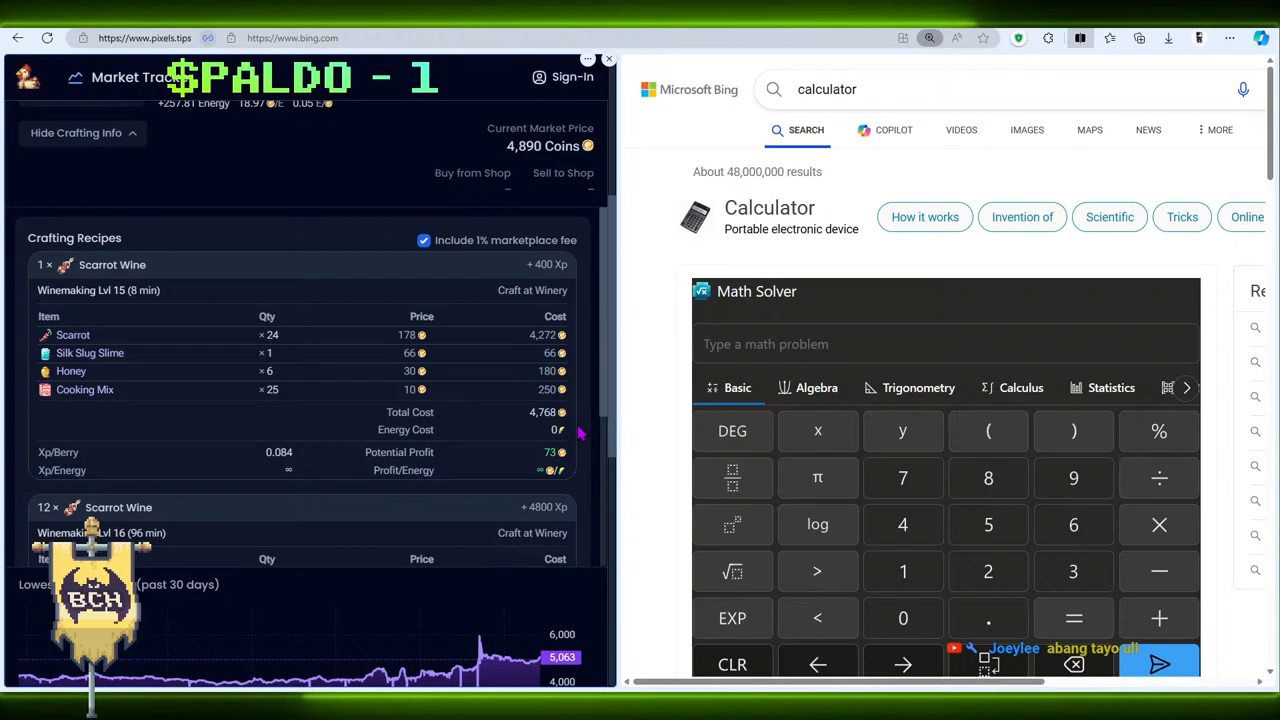 https://www.pixels.tips
https://www.bing.com
Market Track
$PALDO - 1
Sign-In
+257.81 Energy 18.97/E 0.05 E/
Hide Crafting Info
Current Market Price
4,890 Coins
Buy from Shop Sell to Shop
– –
Crafting Recipes
Include 1% marketplace fee
1 × Scarrot Wine + 400 Xp
Winemaking Lvl 15 (8 min) Craft at Winery
Item Qty Price Cost
Scarrot × 24 178 4,272
Silk Slug Slime × 1 66 66
Honey × 6 30 180
Cooking Mix × 25 10 250
Total Cost 4,768
Energy Cost 0
Xp/Berry 0.084 Potential Profit 73
Xp/Energy ∞ Profit/Energy ∞ /
12 × Scarrot Wine + 4800 Xp
Winemaking Lvl 16 (96 min) Craft at Winery
Qty Price Cost
Lowes (past 30 days)
BCH
6,000
5,063
4,000
Microsoft Bing
calculator
SEARCH COPILOT VIDEOS IMAGES MAPS NEWS MORE
About 48,000,000 results
Calculator
Portable electronic device
How it works
Invention of
Scientific
Tricks
Online
Re
Math Solver
Type a math problem
Basic Algebra Trigonometry Calculus Statistics
DEG x y ( ) %
π 7 8 9 ÷
log 4 5 6 ×
> 1 2 3 −
EXP < 0 . = +
Joeylee abang tayo uli
CLR ← →